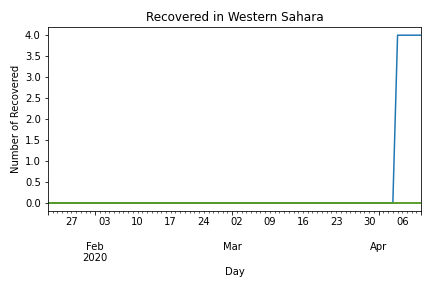 Recovered in Western Sahara
4.0
3.5
3.0
2.5
2.0
1.5
1.0
0.5
0.0
Number of Recovered
27 03 10 17 24 02 09 16 23 30 06
Feb Mar Apr
2020
Day